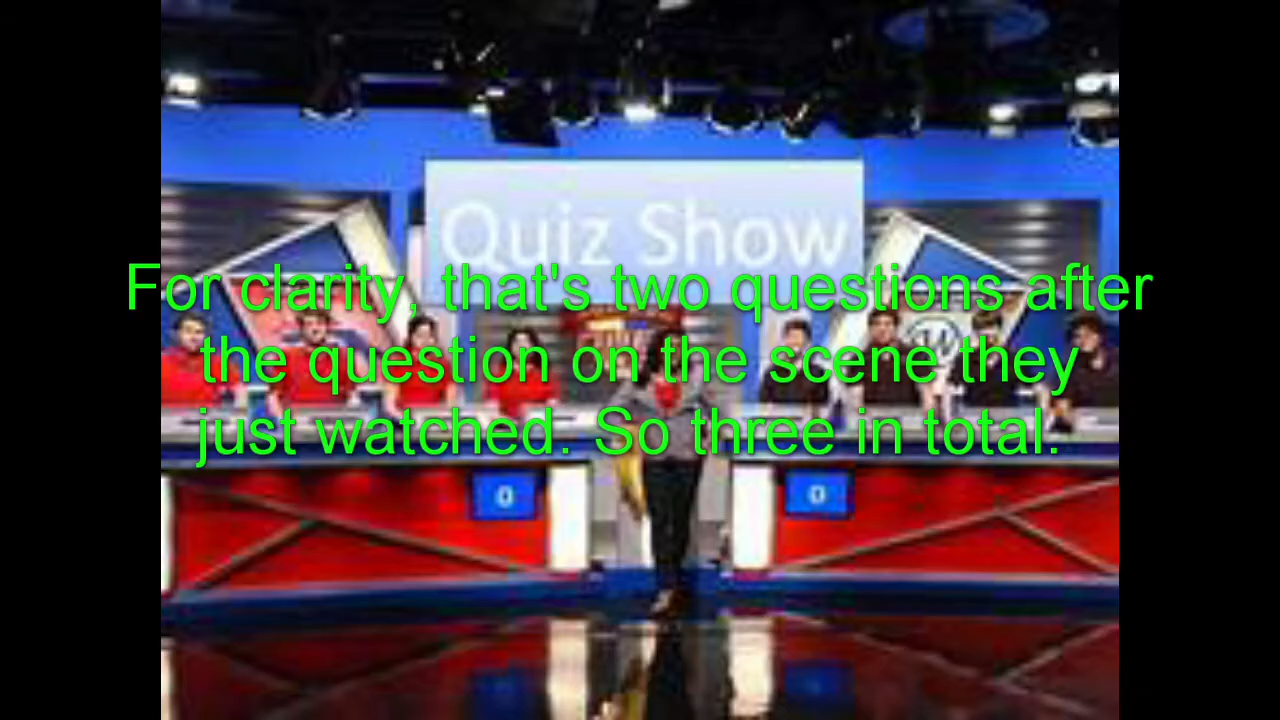 Quiz Show
For clarity, that's two questions after
the question on the scene they
just watched. So three in total.
0
0